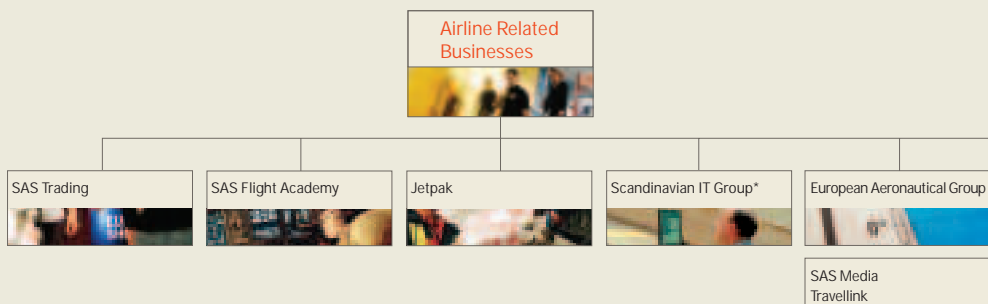 Airline Related
Businesses
SAS Trading
SAS Flight Academy
Jetpak
Scandinavian IT Group*
European Aeronautical Group
SAS Media
Travellink